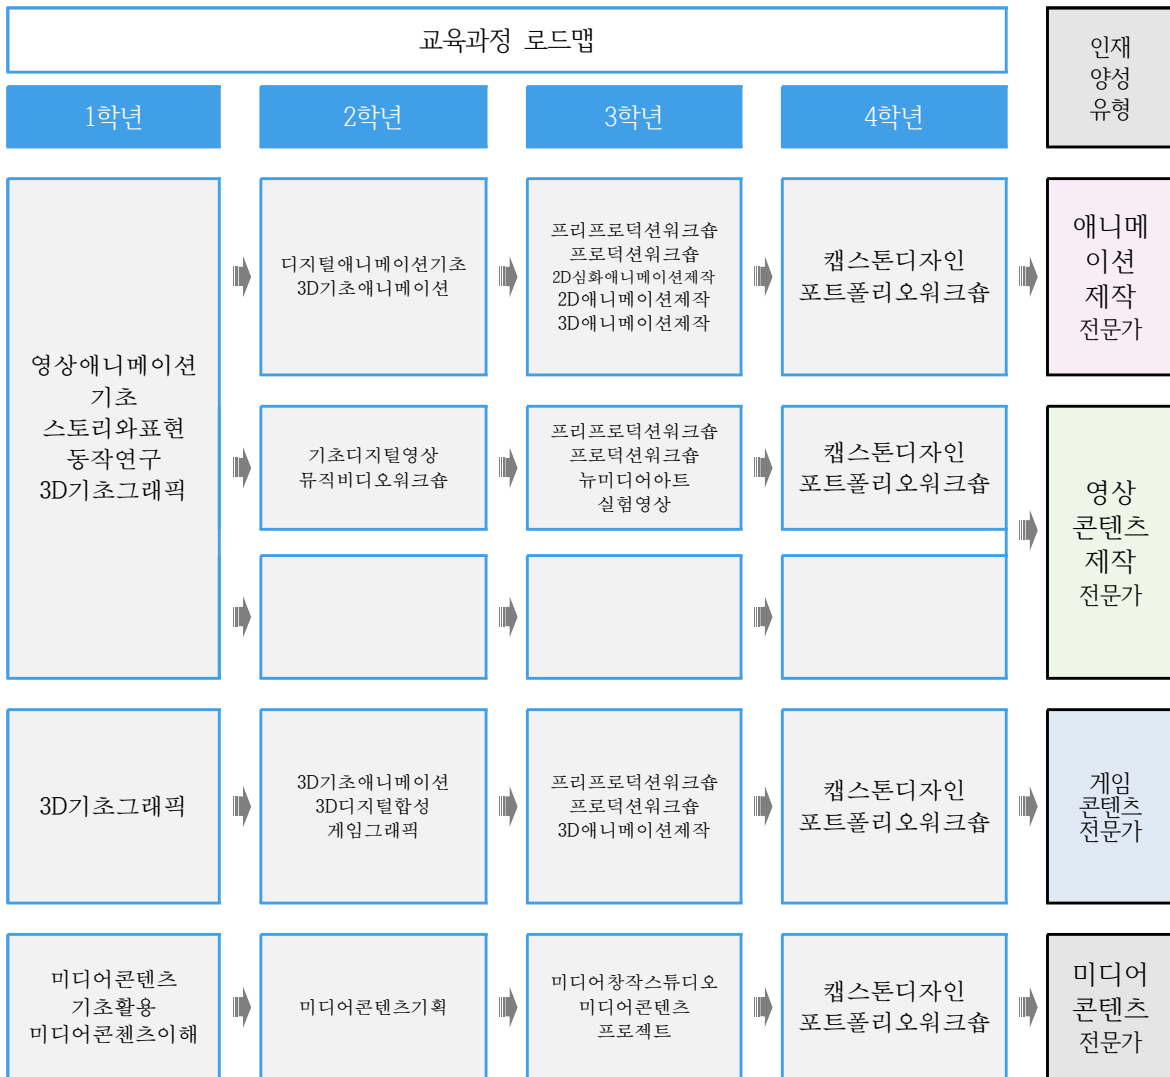 교육과정 로드맵
인재
양성
유형
1학년
2학년
3학년
4학년
영상애니메이션
기초
스토리와표현
동작연구
3D기초그래픽
디지털애니메이션기초
3D기초애니메이션
프리프로덕션워크숍
프로덕션워크숍
2D심화애니메이션제작
2D애니메이션제작
3D애니메이션제작
캡스톤디자인
포트폴리오워크숍
애니메
이션
제작
전문가
기초디지털영상
뮤직비디오워크숍
프리프로덕션워크숍
프로덕션워크숍
뉴미디어아트
실험영상
캡스톤디자인
포트폴리오워크숍
영상
콘텐츠
제작
전문가
3D기초그래픽
3D기초애니메이션
3D디지털합성
게임그래픽
프리프로덕션워크숍
프로덕션워크숍
3D애니메이션제작
캡스톤디자인
포트폴리오워크숍
게임
콘텐츠
전문가
미디어콘텐츠
기초활용
미디어콘첸츠이해
미디어콘텐츠기획
미디어창작스튜디오
미디어콘텐츠
프로젝트
캡스톤디자인
포트폴리오워크숍
미디어
콘텐츠
전문가